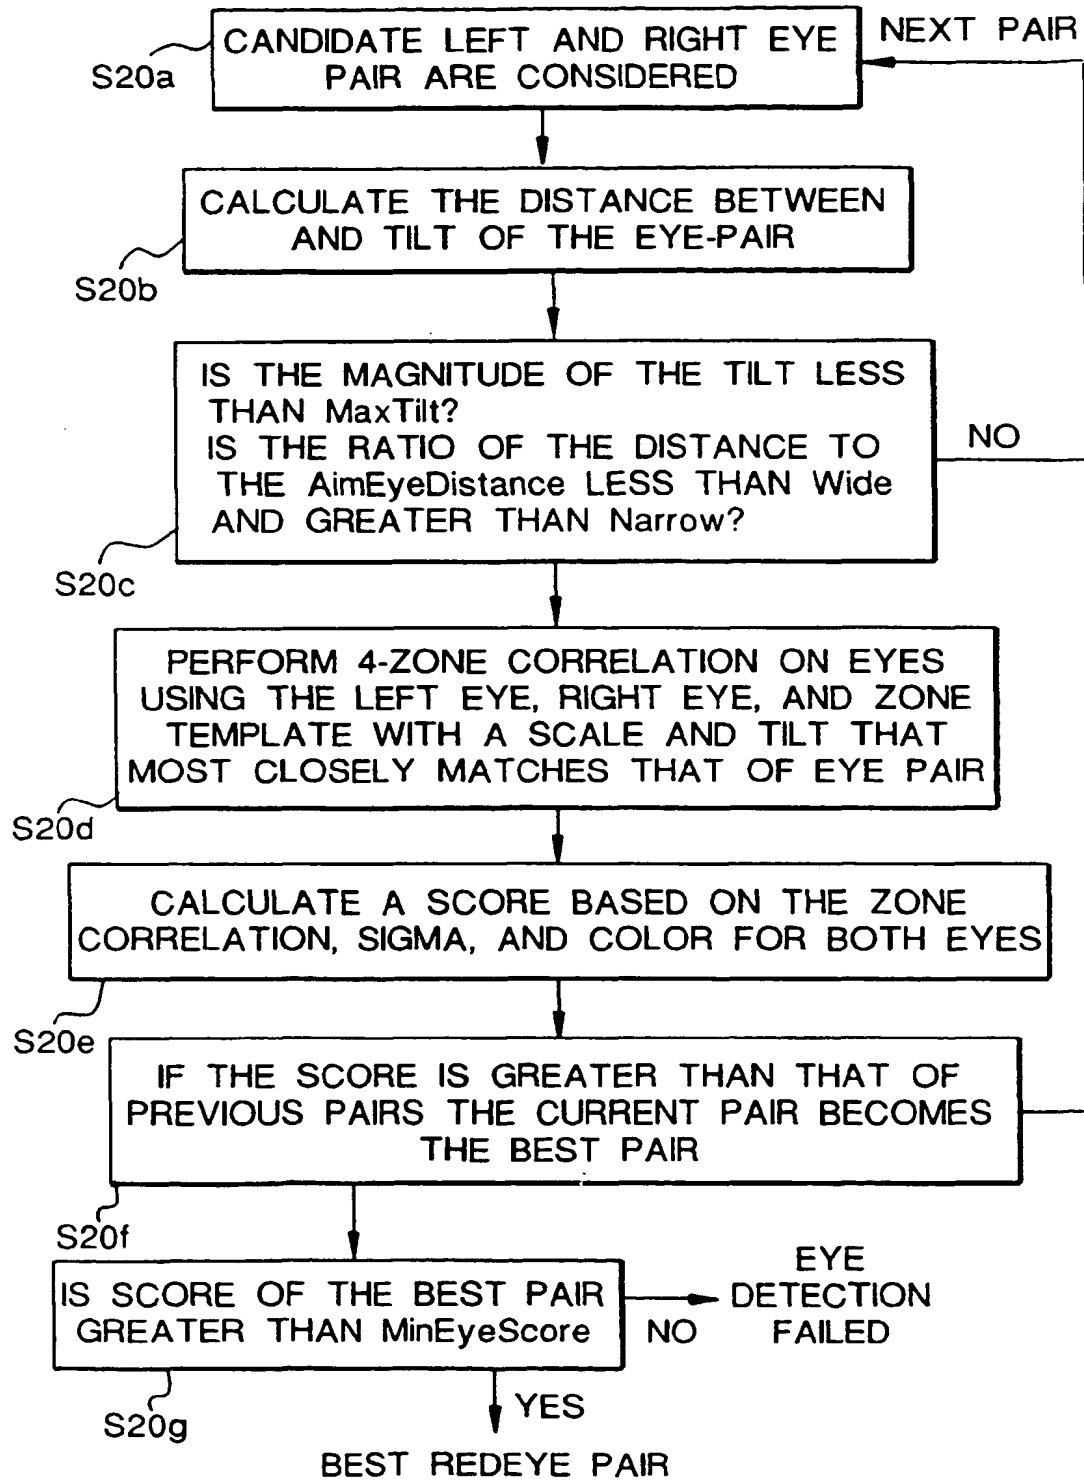 CANDIDATE LEFT AND RIGHT EYE
PAIR ARE CONSIDERED
NEXT PAIR
S20a
CALCULATE THE DISTANCE BETWEEN
AND TILT OF THE EYE-PAIR
S20b
IS THE MAGNITUDE OF THE TILT LESS
THAN MaxTilt?
IS THE RATIO OF THE DISTANCE TO
THE AimEyeDistance LESS THAN Wide
AND GREATER THAN Narrow?
NO
S20c
PERFORM 4-ZONE CORRELATION ON EYES
USING THE LEFT EYE, RIGHT EYE, AND ZONE
TEMPLATE WITH A SCALE AND TILT THAT
MOST CLOSELY MATCHES THAT OF EYE PAIR
S20d
CALCULATE A SCORE BASED ON THE ZONE
CORRELATION, SIGMA, AND COLOR FOR BOTH EYES
S20e
IF THE SCORE IS GREATER THAN THAT OF
PREVIOUS PAIRS THE CURRENT PAIR BECOMES
THE BEST PAIR
S20f
IS SCORE OF THE BEST PAIR
GREATER THAN MinEyeScore
NO
EYE
DETECTION
FAILED
S20g
YES
BEST REDEYE PAIR